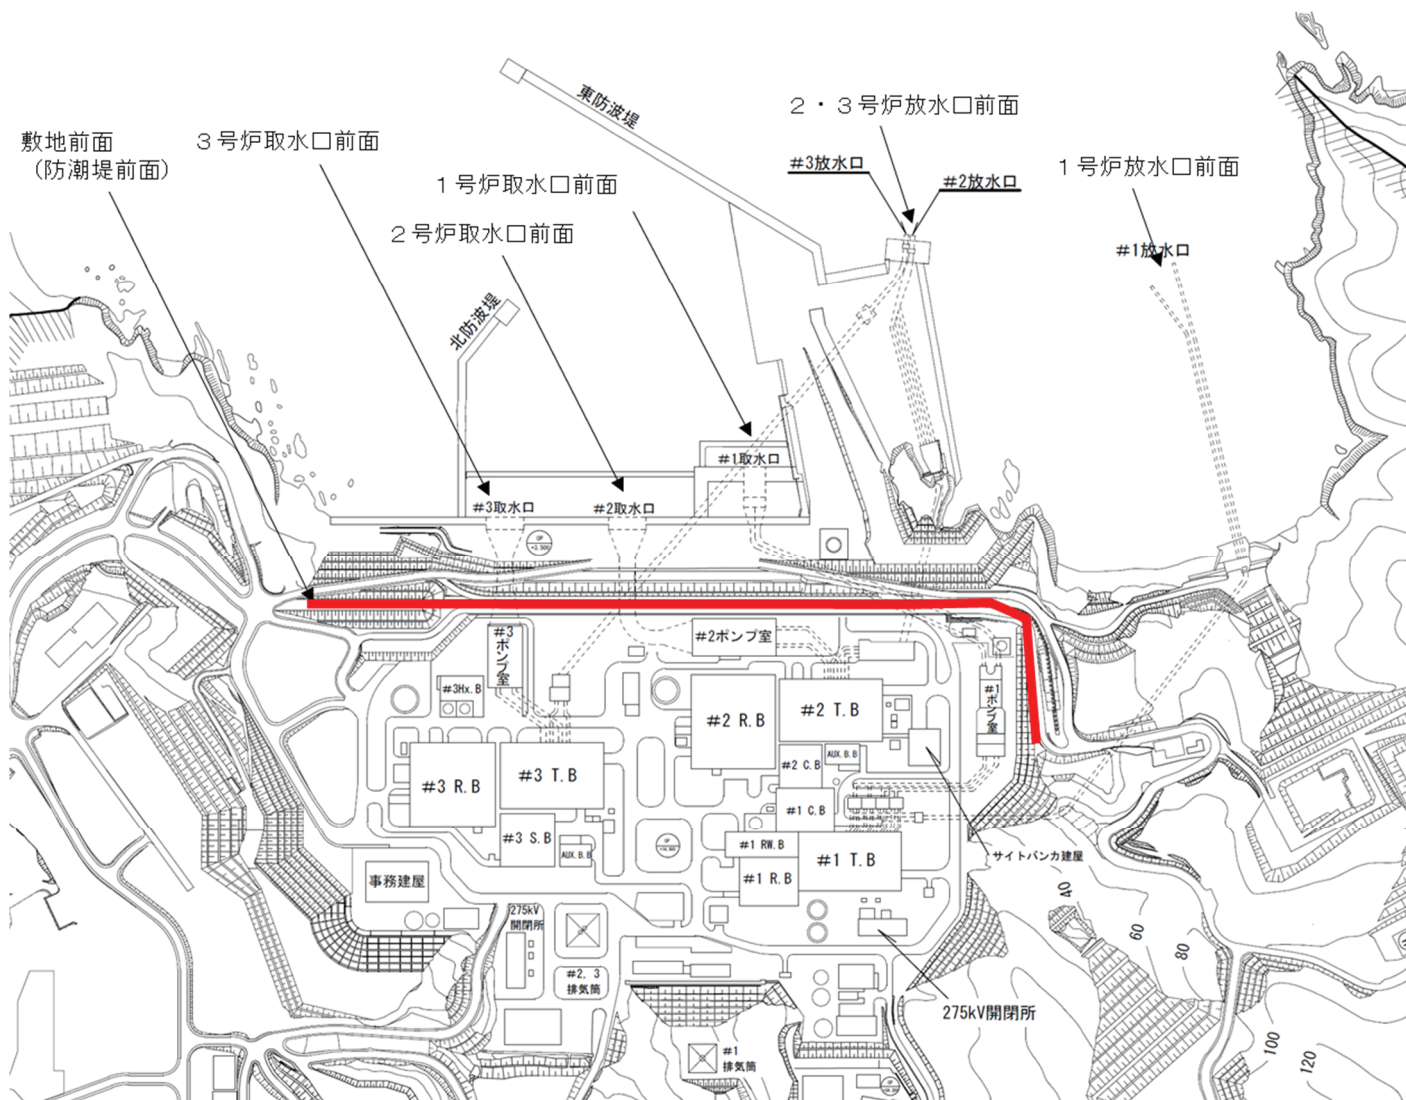 東防波堤
2・3号炉放水口前面
敷地前面
(防潮堤前面)
3号炉取水口前面
#3放水口
1号炉放水口前面
1号炉取水口前面
#2放水口
2号炉取水口前面
#1放水口
北防波堤
#1取水口
#3取水口
#2取水口
OP
+3.500
#3ポンプ室
#2ポンプ室
#1ポンプ室
#3Hx.B
#2 R.B
#2 T.B
#3 R.B
#3 T.B
#2 C.B
AUX.B.B
#1 C.B
#3 S.B
AUX.B.B
#1 RW.B
#1 T.B
サイトバンカ建屋
事務建屋
#1 R.B
40
275kV
開閉所
60
80
#2, 3
排気筒
275kV開閉所
#1
排気筒
100
120